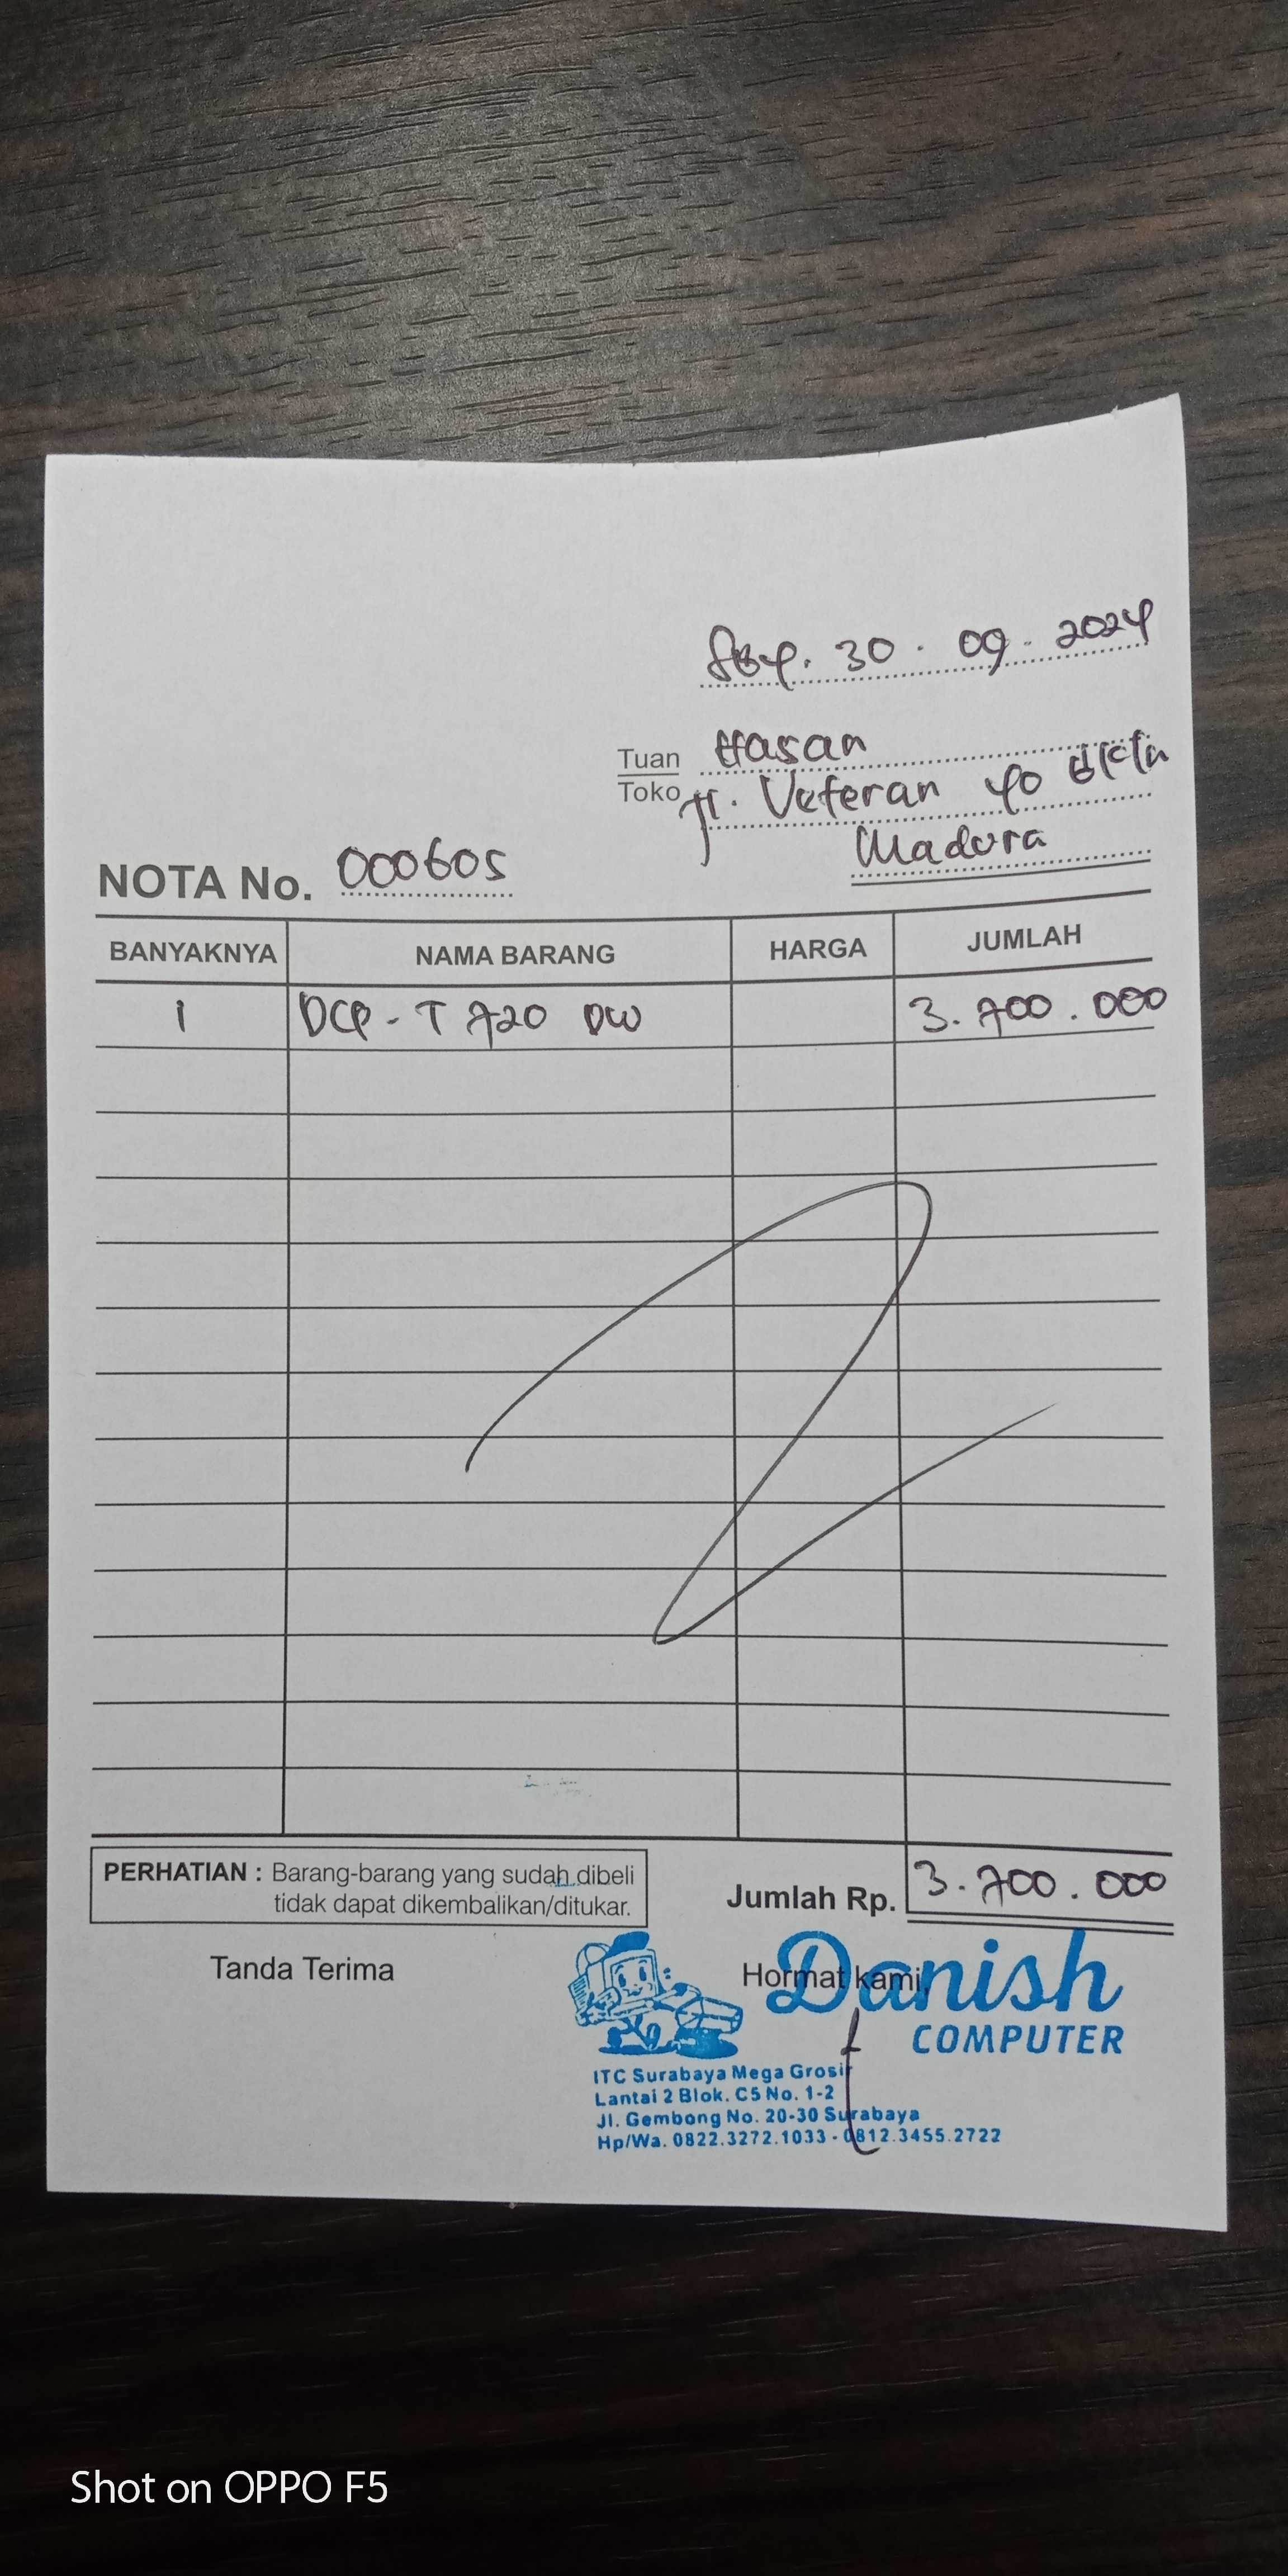 Sby. 30 . 09 . 2024
Tuan Hasan
Toko Jl. Veteran
Madura
NOTA No. 000605
BANYAKNYA NAMA BARANG HARGA JUMLAH
1 DCP - T 720 DW 3.700.000
PERHATIAN : Barang-barang yang sudah dibeli
tidak dapat dikembalikan/ditukar.
Jumlah Rp. 3.700.000
Tanda Terima
Hormat kami,
Danish
COMPUTER
ITC Surabaya Mega Grosir
Lantai 2 Blok. C5 No. 1-2
Jl. Gembong No. 20-30 Surabaya
Hp/Wa. 0822.3272.1033 - 0812.3455.2722
Shot on OPPO F5